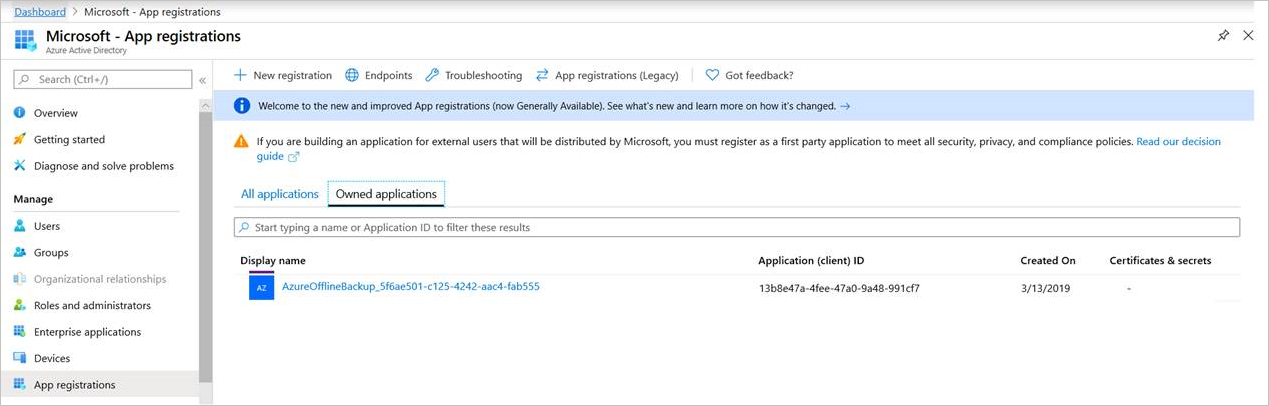 Dashboard > Microsoft - App registrations
Microsoft - App registrations
Azure Active Directory
Search (Ctrl+/)
«
Overview
Getting started
Diagnose and solve problems
Manage
Users
Groups
Organizational relationships
Roles and administrators
Enterprise applications
Devices
App registrations
New registration
Endpoints
Troubleshooting
App registrations (Legacy)
Got feedback?
Welcome to the new and improved App registrations (now Generally Available). See what's new and learn more on how it's changed. →
If you are building an application for external users that will be distributed by Microsoft, you must register as a first party application to meet all security, privacy, and compliance policies. Read our decision
guide
All applications
Owned applications
Start typing a name or Application ID to filter these results
Display name Application (client) ID Created On Certificates & secrets
AZ AzureOfflineBackup_5f6ae501-c125-4242-aac4-fab555 13b8e47a-4fee-47a0-9a48-991cf7 3/13/2019 -